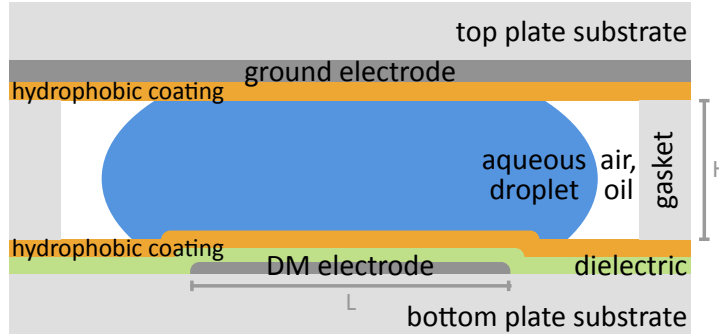 top plate substrate
ground electrode
hydrophobic coating
aqueous
droplet
air,
oil
gasket
H
hydrophobic coating
DM electrode
dielectric
L
bottom plate substrate